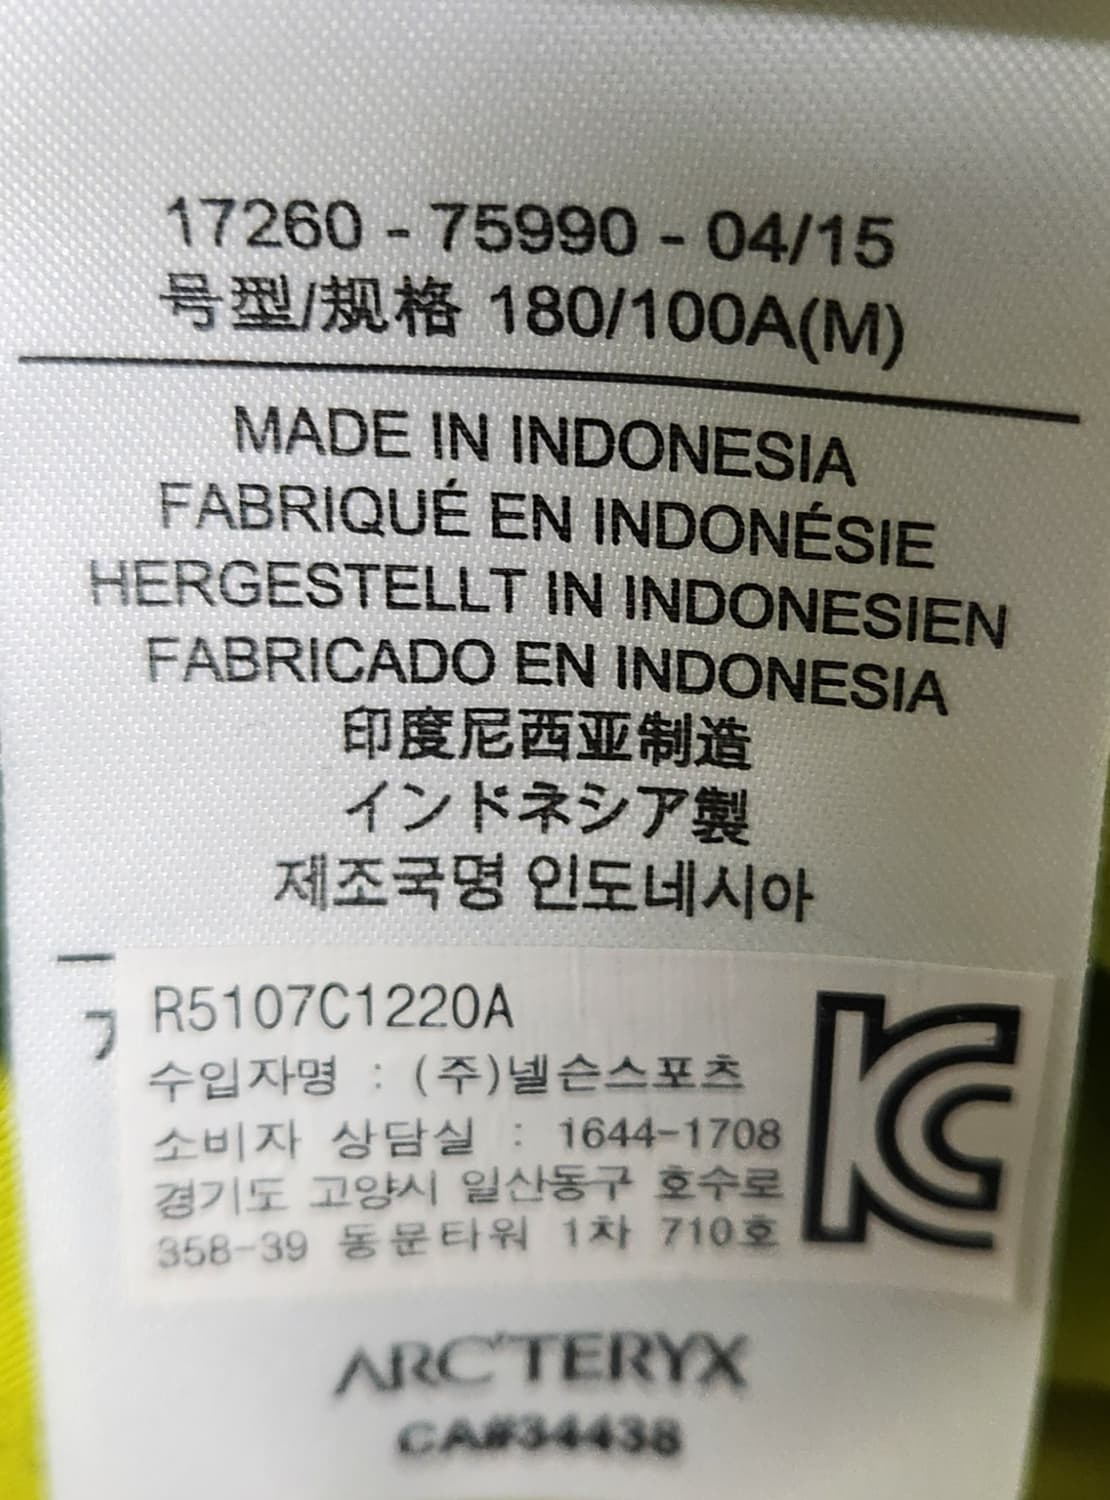 17260 - 75990 - 04/15
号型/规格 180/100A(M)
MADE IN INDONESIA
FABRIQUÉ EN INDONÉSIE
HERGESTELLT IN INDONESIEN
FABRICADO EN INDONESIA
印度尼西亚制造
インドネシア製
제조국명 인도네시아
R5107C1220A
수입자명 : (주)넬슨스포츠
소비자 상담실 : 1644-1708
경기도 고양시 일산동구 호수로
358-39 동문타워 1차 710호
ARC'TERYX
CA#34438